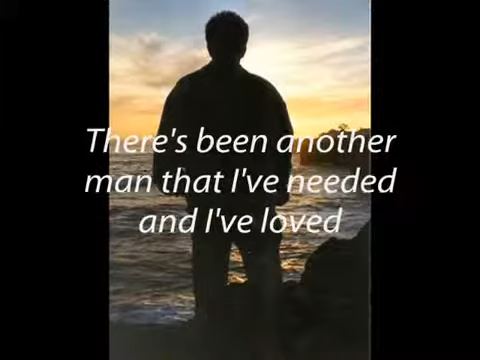 There's been another
man that I've needed
and I've loved